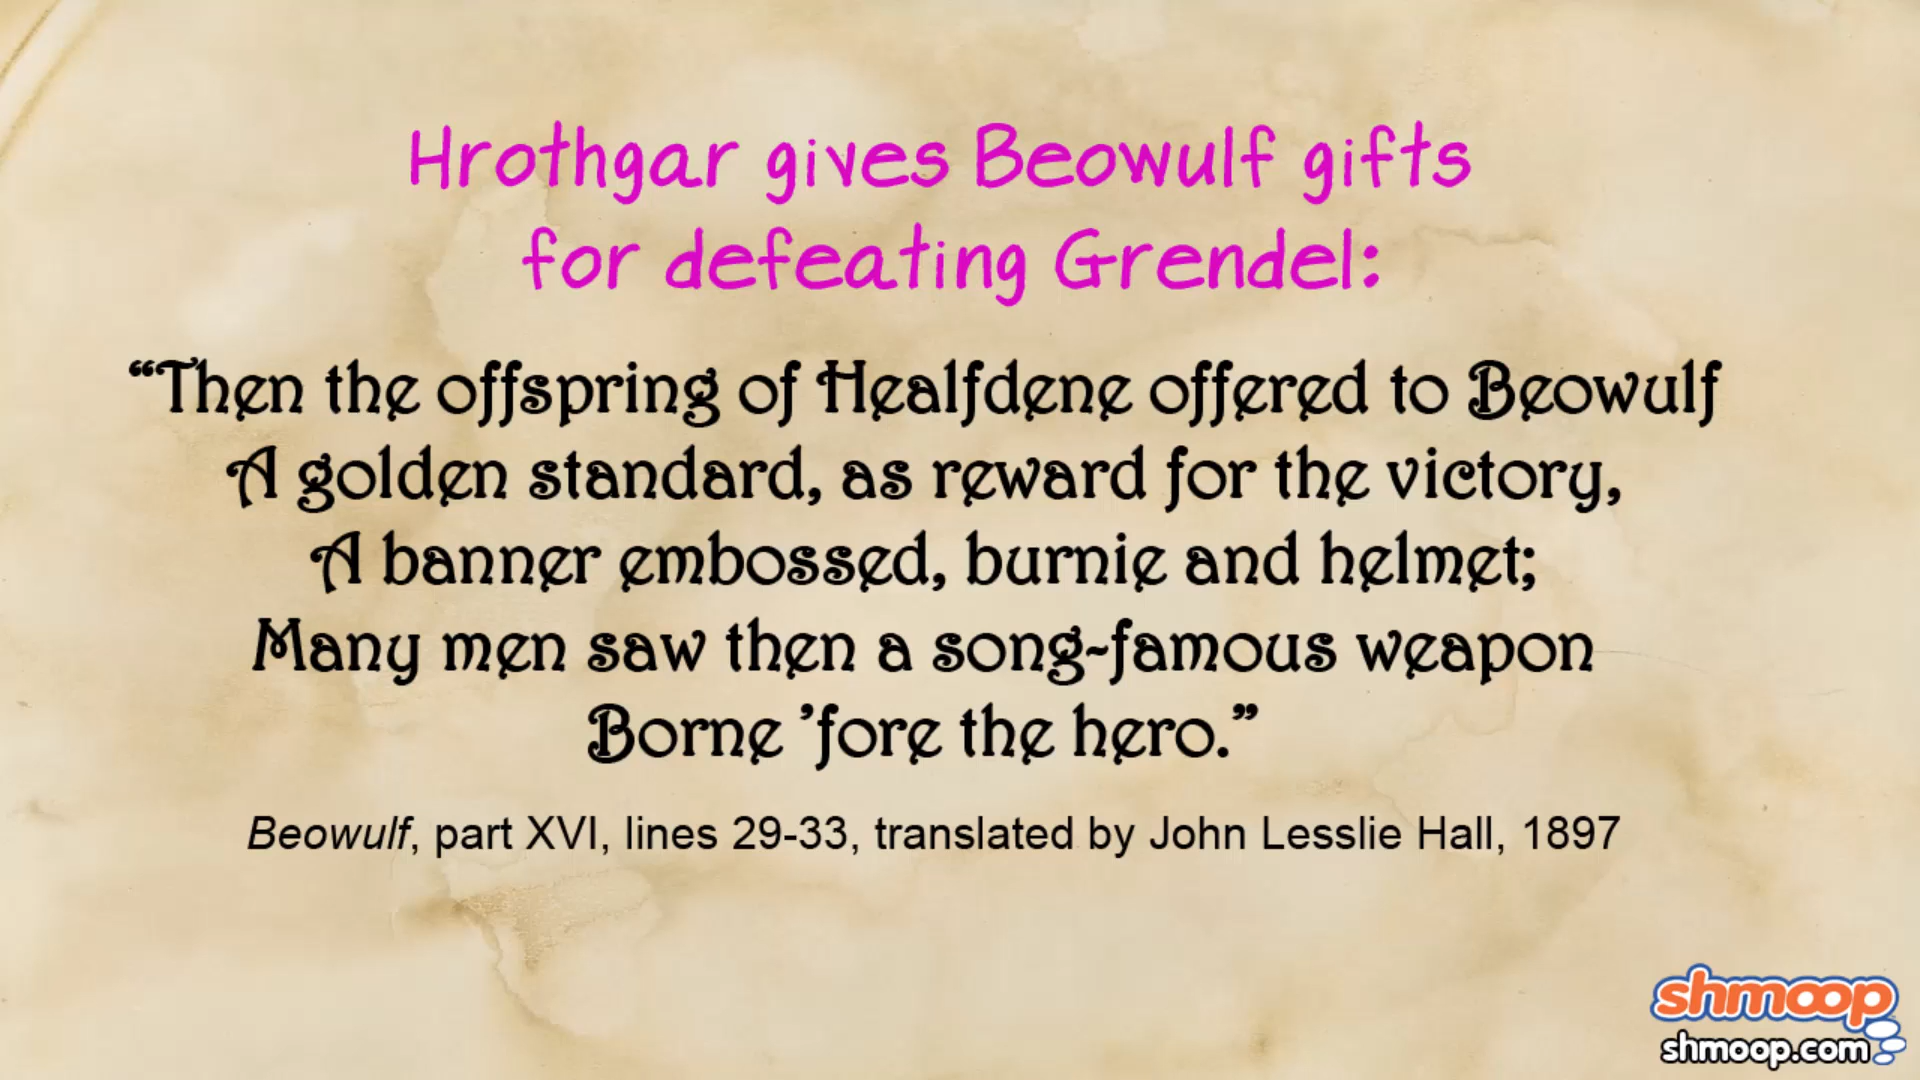 Hrothgar gives Beowulf gifts
for defeating Grendel:
“Then the offspring of Healfdene offered to Beowulf
A golden standard, as reward for the victory,
A banner embossed, burnie and helmet;
Many men saw then a song-famous weapon
Borne ’fore the hero.”
Beowulf, part XVI, lines 29-33, translated by John Lesslie Hall, 1897
shmoop
shmoop.com